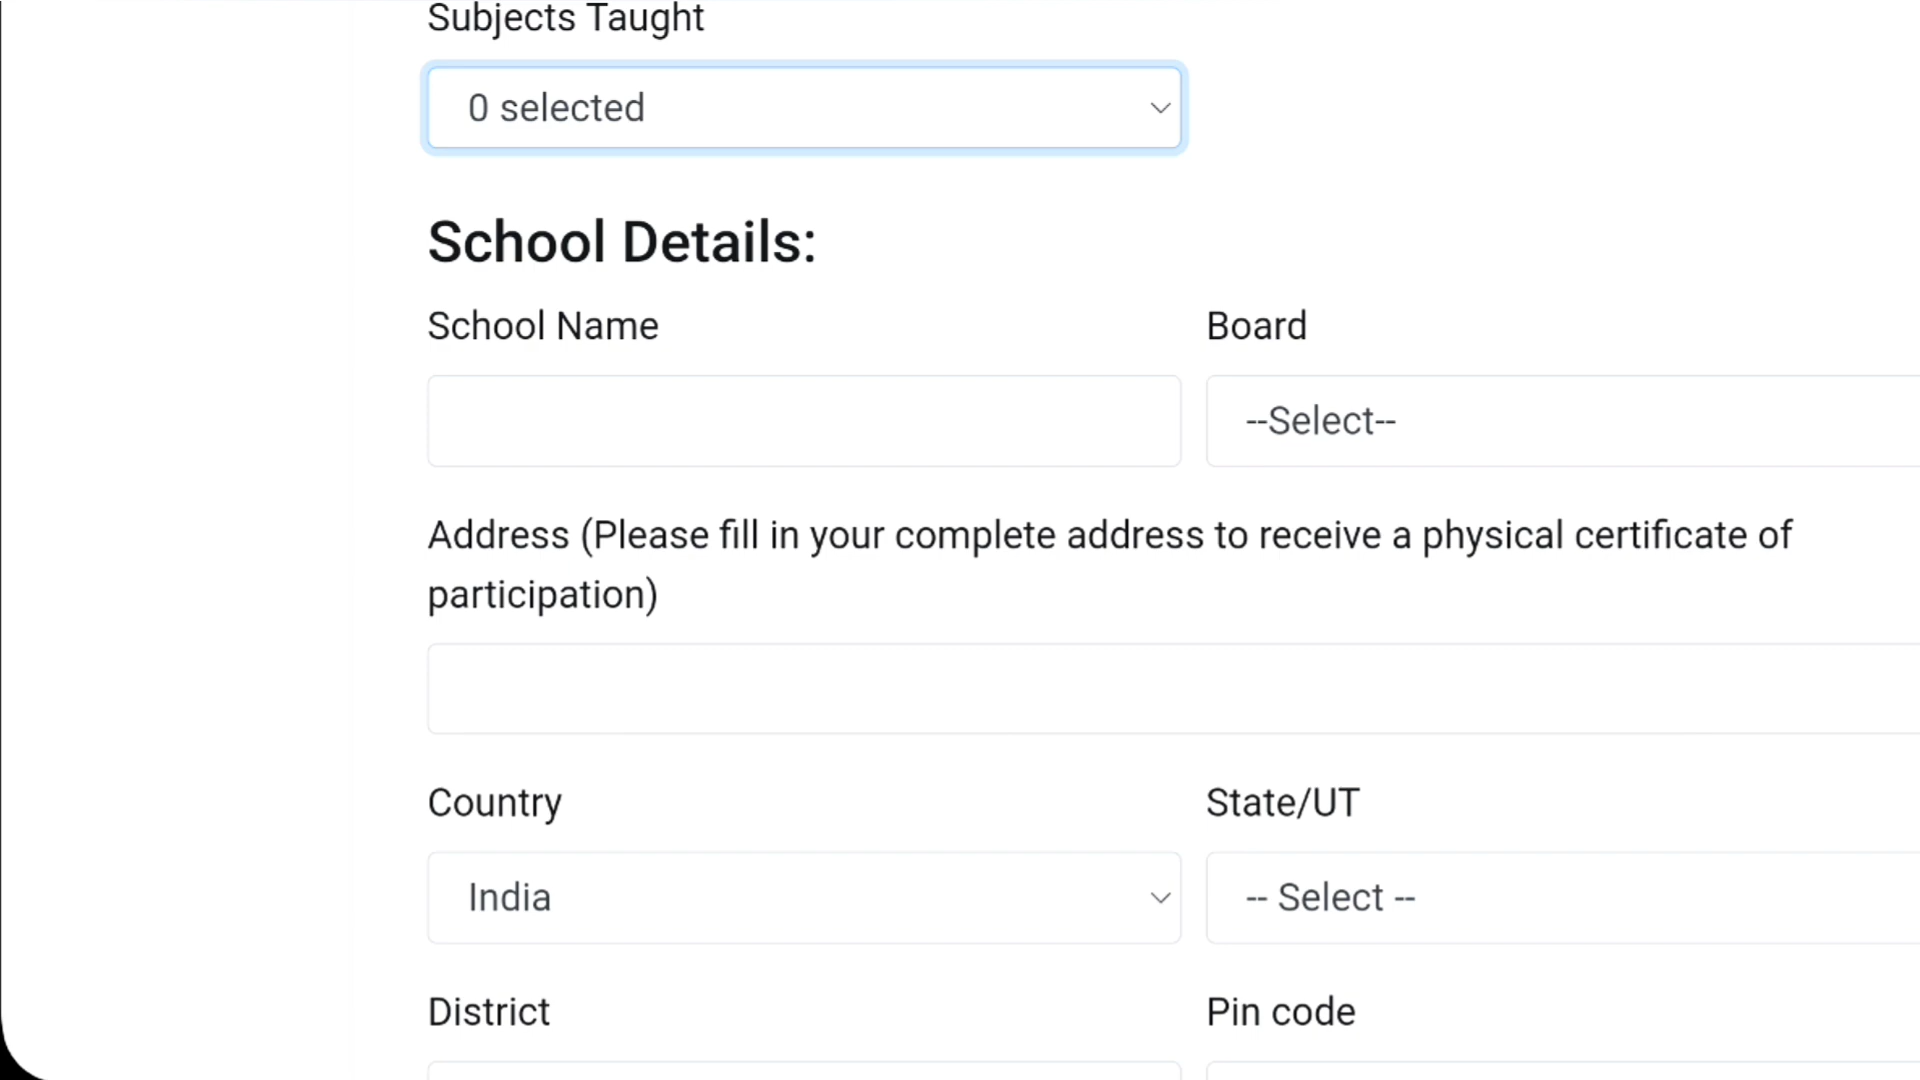 Subjects Taught
0 selected
School Details:
School Name
Board
--Select--
Address (Please fill in your complete address to receive a physical certificate of
participation)
Country
State/UT
India
-- Select --
District
Pin code